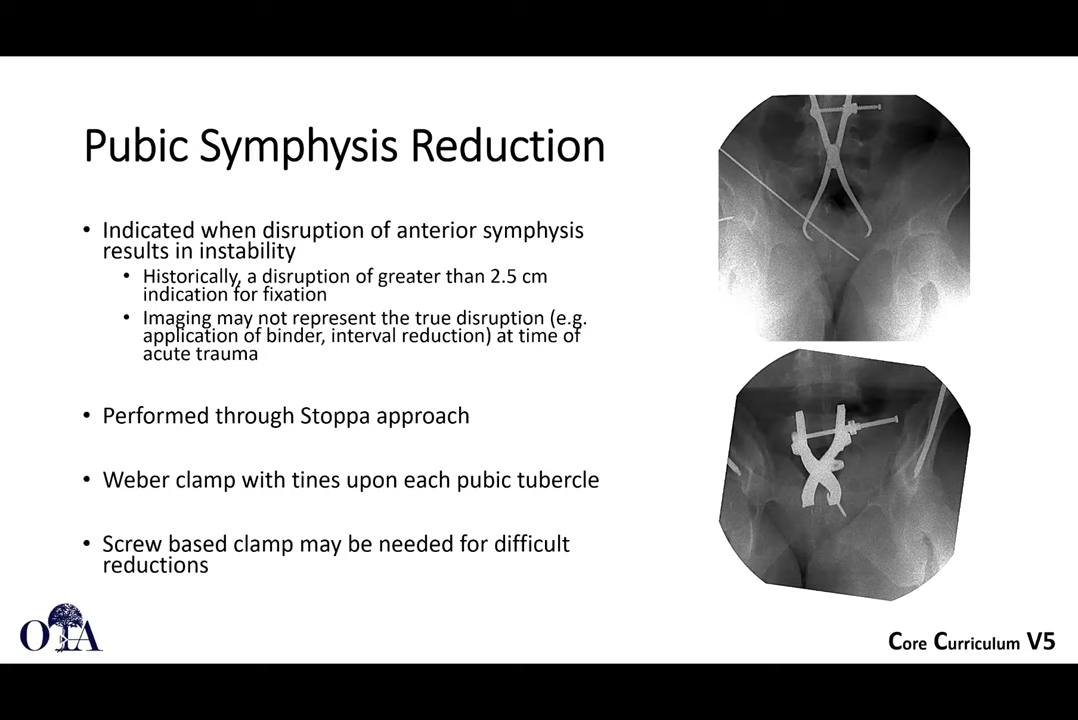 Pubic Symphysis Reduction
• Indicated when disruption of anterior symphysis
results in instability
• Historically, a disruption of greater than 2.5 cm
indication for fixation
• Imaging may not represent the true disruption (e.g.
application of binder, interval reduction) at time of
acute trauma
• Performed through Stoppa approach
• Weber clamp with tines upon each pubic tubercle
• Screw based clamp may be needed for difficult
reductions
OTA
Core Curriculum V5